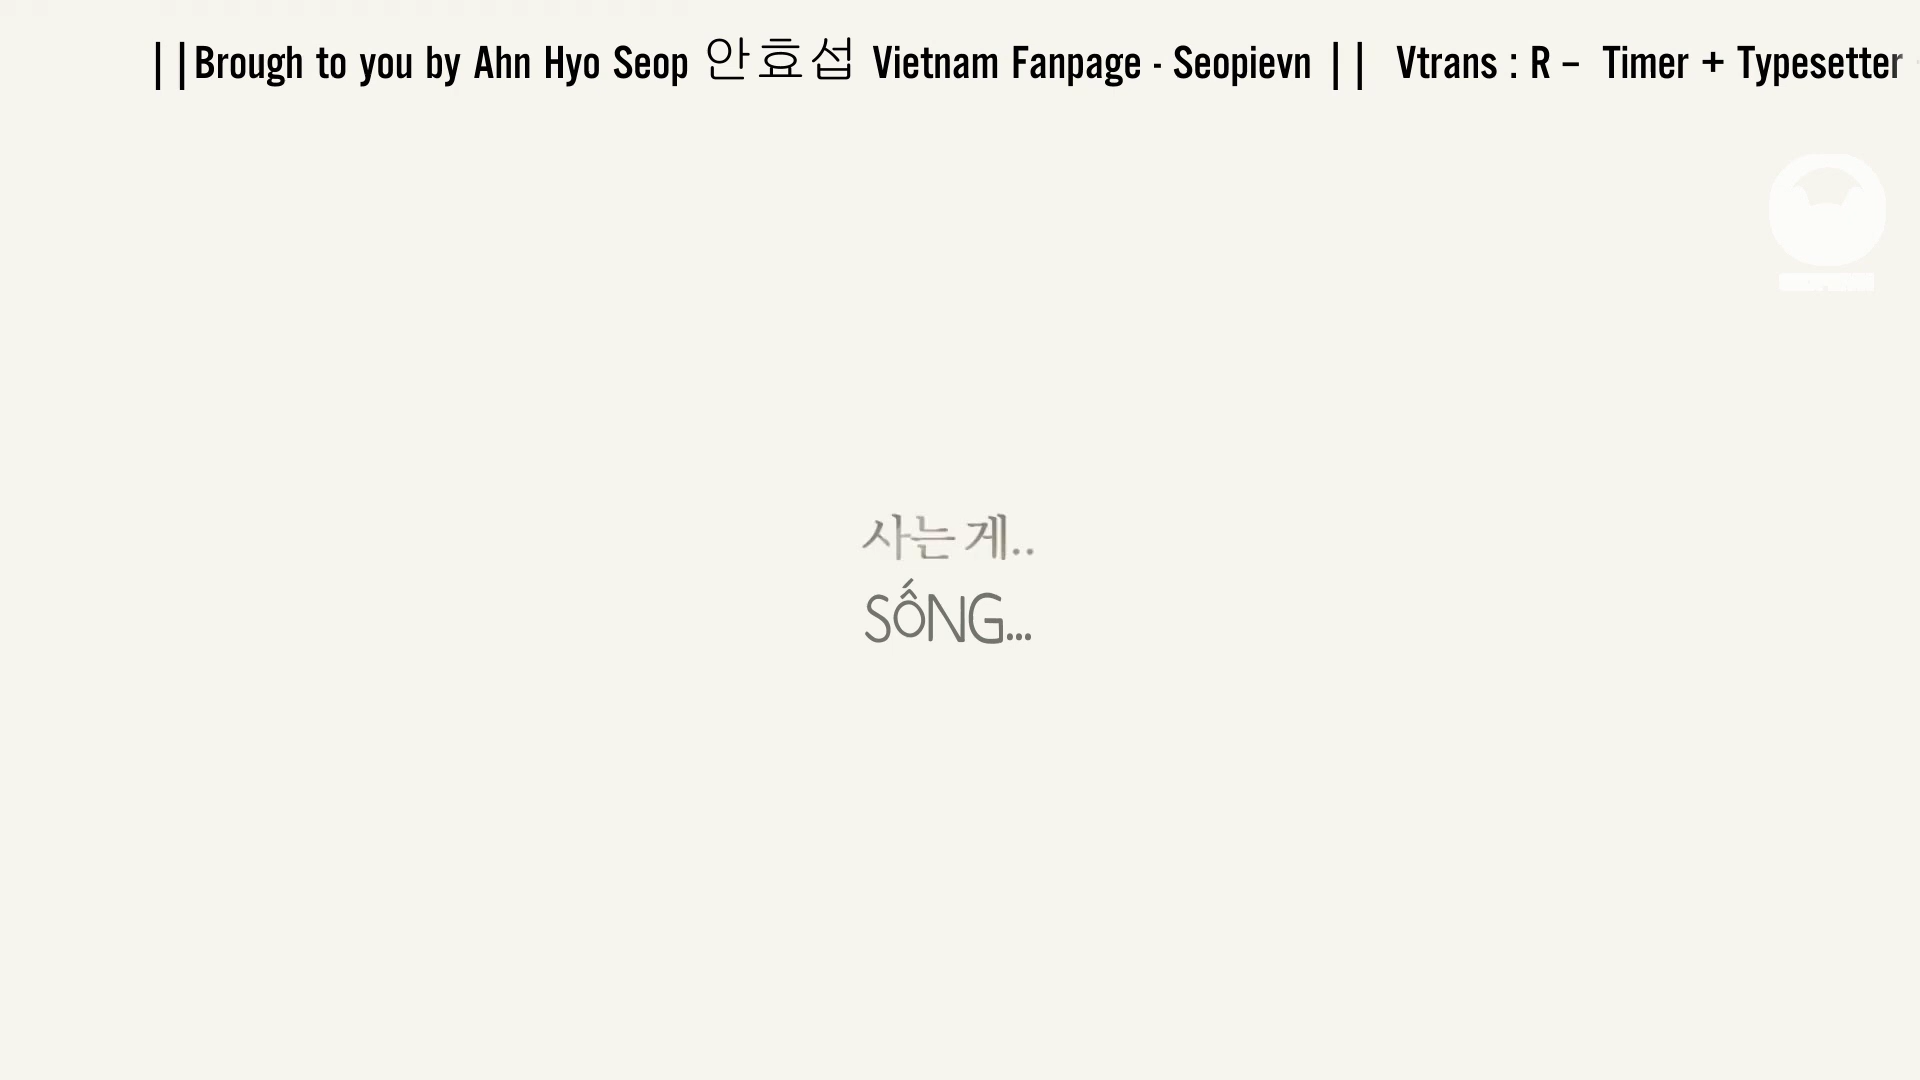 ||Brough to you by Ahn Hyo Seop 안효섭 Vietnam Fanpage - Seopievn || Vtrans : R – Timer + Typesetter
사는 게..
SỐNG...